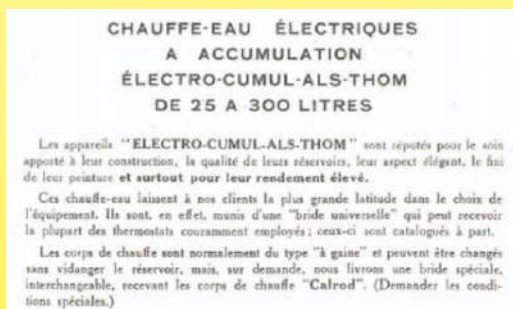 CHAUFFE-EAU ÉLECTRIQUES
A ACCUMULATION
ÉLECTRO-CUMUL-ALS-THOM
DE 25 A 300 LITRES
Les appareils "ELECTRO-CUMUL-ALS-THOM" sont réputés pour le soin
apporté à leur construction, la qualité de leurs réservoirs, leur aspect élégant, le fini
de leur peinture et surtout pour leur rendement élevé.
Ces chauffe-eau laissent à nos clients la plus grande latitude dans le choix de
l'équipement. Ils sont, en effet, munis d'une "bride universelle" qui peut recevoir
la plupart des thermostats couramment employés ; ceux-ci sont catalogués à part.
Les corps de chauffe sont normalement du type "à gaine" et peuvent être changés
sans vidanger le réservoir, mais, sur demande, nous livrons une bride spéciale,
interchangeable, recevant les corps de chauffe "Calrod". (Demander les condi-
tions spéciales.)